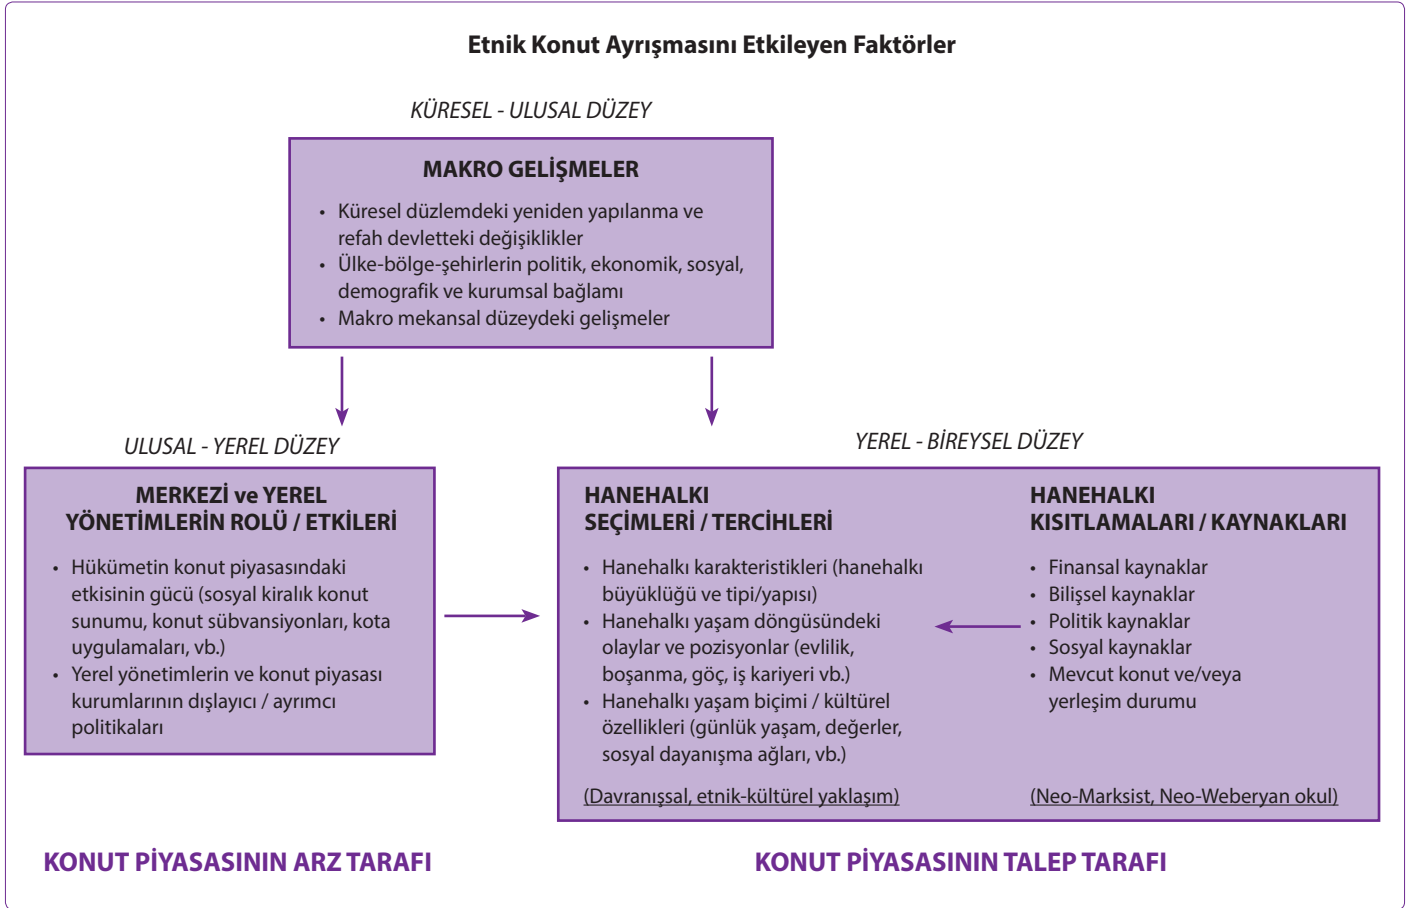 Etnik Konut Ayrışmasını Etkileyen Faktörler
KÜRESEL - ULUSAL DÜZEY
MAKRO GELİŞMELER
• Küresel düzlemdeki yeniden yapılanma ve
refah devletteki değişiklikler
• Ülke-bölge-şehirlerin politik, ekonomik, sosyal,
demografik ve kurumsal bağlamı
• Makro mekansal düzeydeki gelişmeler
ULUSAL - YEREL DÜZEY
MERKEZİ ve YEREL
YÖNETİMLERİN ROLÜ / ETKİLERİ
• Hükümetin konut piyasasındaki
etkisinin gücü (sosyal kiralık konut
sunumu, konut sübvansiyonları, kota
uygulamaları, vb.)
• Yerel yönetimlerin ve konut piyasası
kurumlarının dışlayıcı / ayrımcı
politikaları
YEREL - BİREYSEL DÜZEY
HANEHALKI
SEÇİMLERİ / TERCİHLERİ
• Hanehalkı karakteristikleri (hanehalkı
büyüklüğü ve tipi/yapısı)
• Hanehalkı yaşam döngüsündeki
olaylar ve pozisyonlar (evlilik,
boşanma, göç, iş kariyeri vb.)
• Hanehalkı yaşam biçimi / kültürel
özellikleri (günlük yaşam, değerler,
sosyal dayanışma ağları, vb.)
(Davranışsal, etnik-kültürel yaklaşım)
HANEHALKI
KISITLAMALARI / KAYNAKLARI
• Finansal kaynaklar
• Bilişsel kaynaklar
• Politik kaynaklar
• Sosyal kaynaklar
• Mevcut konut ve/veya
yerleşim durumu
(Neo-Marksist, Neo-Weberyan okul)
KONUT PİYASASININ ARZ TARAFI
KONUT PİYASASININ TALEP TARAFI